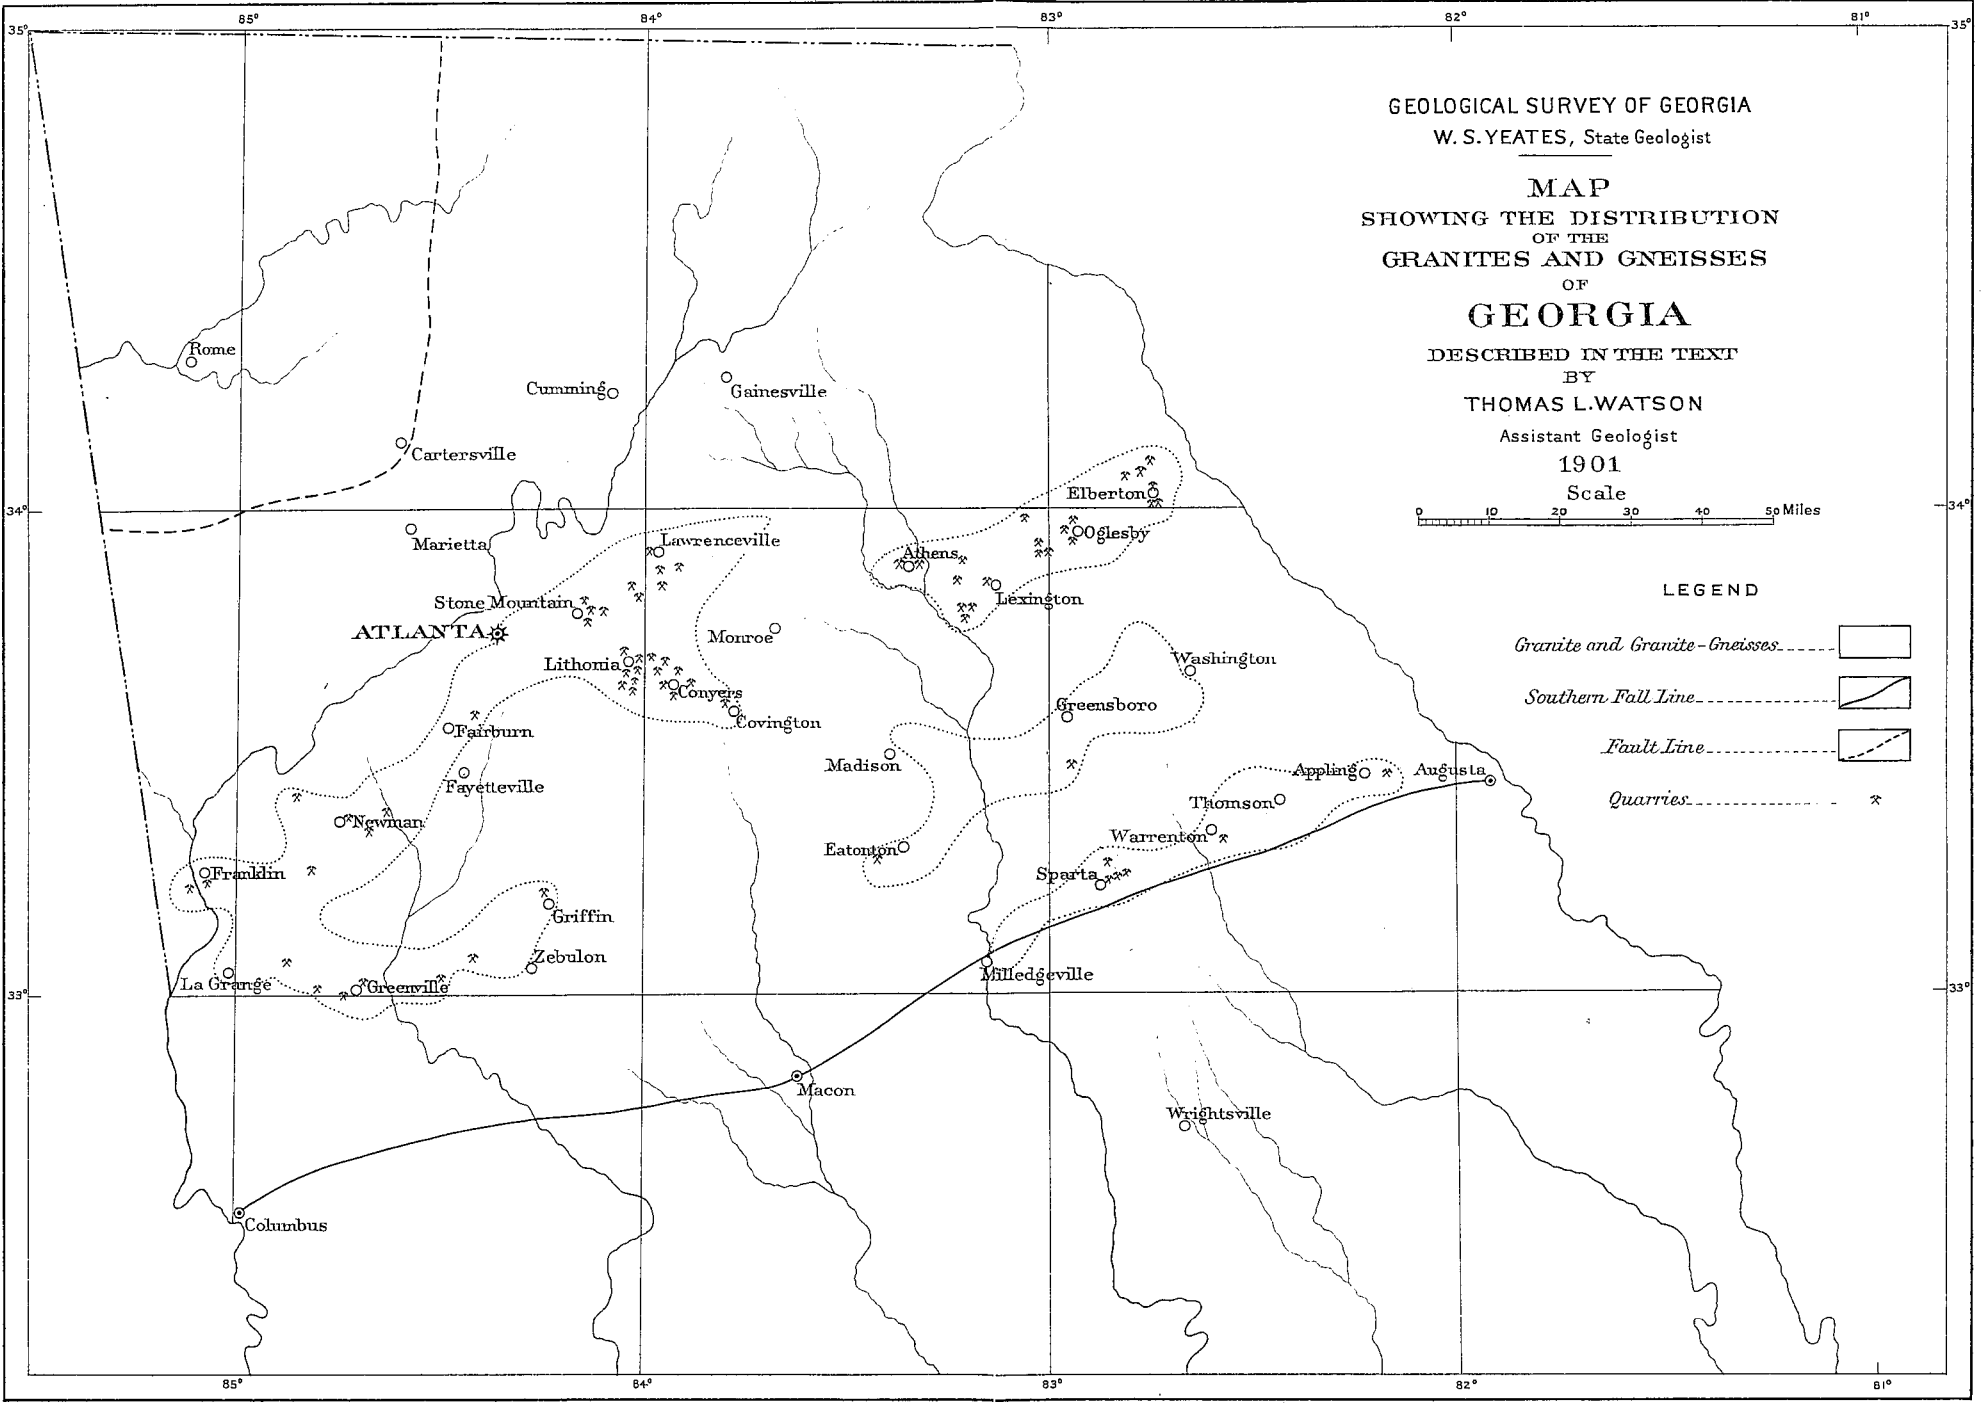 85°
84°
83°
82°
81°
35°
35°
GEOLOGICAL SURVEY OF GEORGIA
W. S. YEATES, State Geologist
MAP
SHOWING THE DISTRIBUTION
OF THE
GRANITES AND GNEISSES
OF
GEORGIA
DESCRIBED IN THE TEXT
BY
THOMAS L. WATSON
Assistant Geologist
1901
Scale
0 10 20 30 40 50 Miles
LEGEND
Granite and Granite-Gneisses
Southern Fall Line
Fault Line
Quarries
Rome
Cumming
Gainesville
Cartersville
Elberton
34°
34°
Marietta
Lawrenceville
Oglesby
Athens
Lexington
Stone Mountain
ATLANTA
Monroe
Lithonia
Washington
Conyers
Greensboro
Covington
Fairburn
Madison
Appling
Augusta
Fayetteville
Thomson
Newman
Warrenton
Eatonton
Franklin
Sparta
Griffin
Zebulon
Milledgeville
La Grange
Greenville
33°
33°
Macon
Wrightsville
Columbus
85°
84°
83°
82°
81°